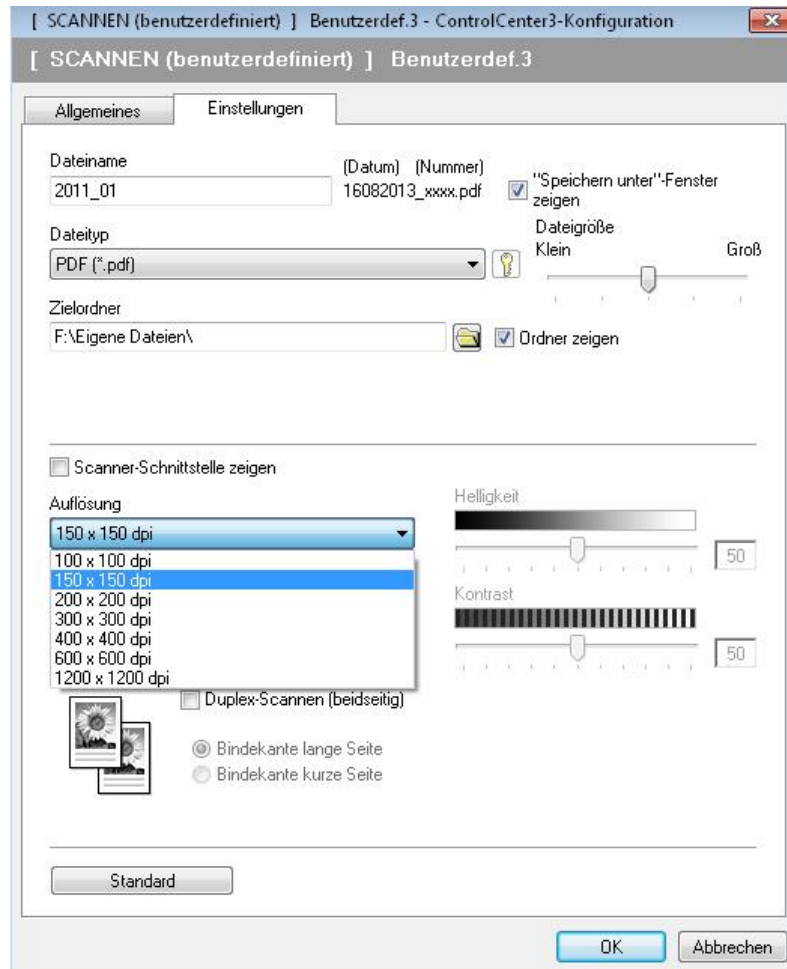 [ SCANNEN (benutzerdefiniert) ] Benutzerdef.3 - ControlCenter3-Konfiguration
[ SCANNEN (benutzerdefiniert) ] Benutzerdef.3
Allgemeines
Einstellungen
Dateiname
(Datum) (Nummer)
2011_01
16082013_xxxx.pdf
"Speichern unter"-Fenster
zeigen
Dateityp
Dateigröße
Klein Groß
PDF (*.pdf)
Zielordner
F:\Eigene Dateien\
Ordner zeigen
Scanner-Schnittstelle zeigen
Auflösung
150 x 150 dpi
100 x 100 dpi
150 x 150 dpi
200 x 200 dpi
300 x 300 dpi
400 x 400 dpi
600 x 600 dpi
1200 x 1200 dpi
Helligkeit
50
Kontrast
50
Duplex-Scannen (beidseitig)
Bindekante lange Seite
Bindekante kurze Seite
Standard
OK
Abbrechen